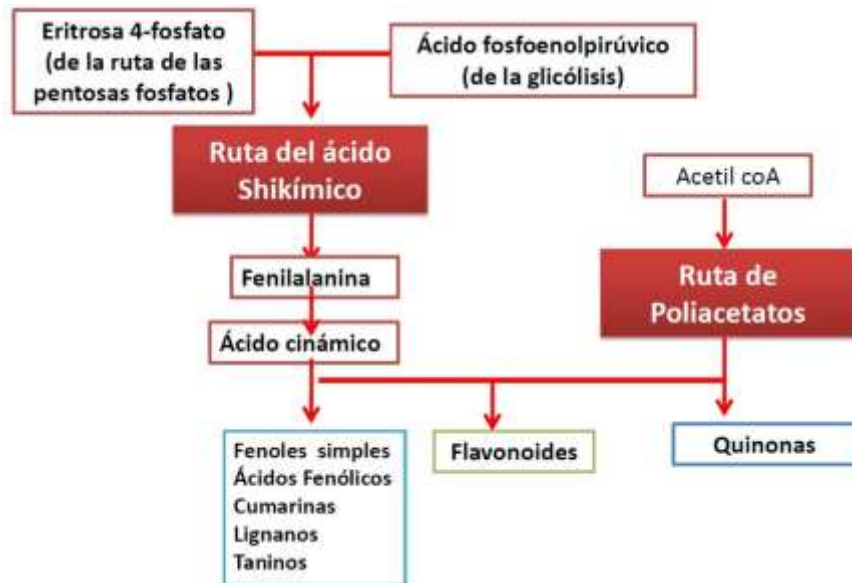 Eritrosa 4-fosfato
(de la ruta de las
pentosas fosfatos )
Ácido fosfoenolpirúvico
(de la glicólisis)
Ruta del ácido
Shikímico
Acetil coA
Fenilalanina
Ruta de
Poliacetatos
Ácido cinámico
Fenoles simples
Ácidos Fenólicos
Cumarinas
Lignanos
Taninos
Flavonoides
Quinonas